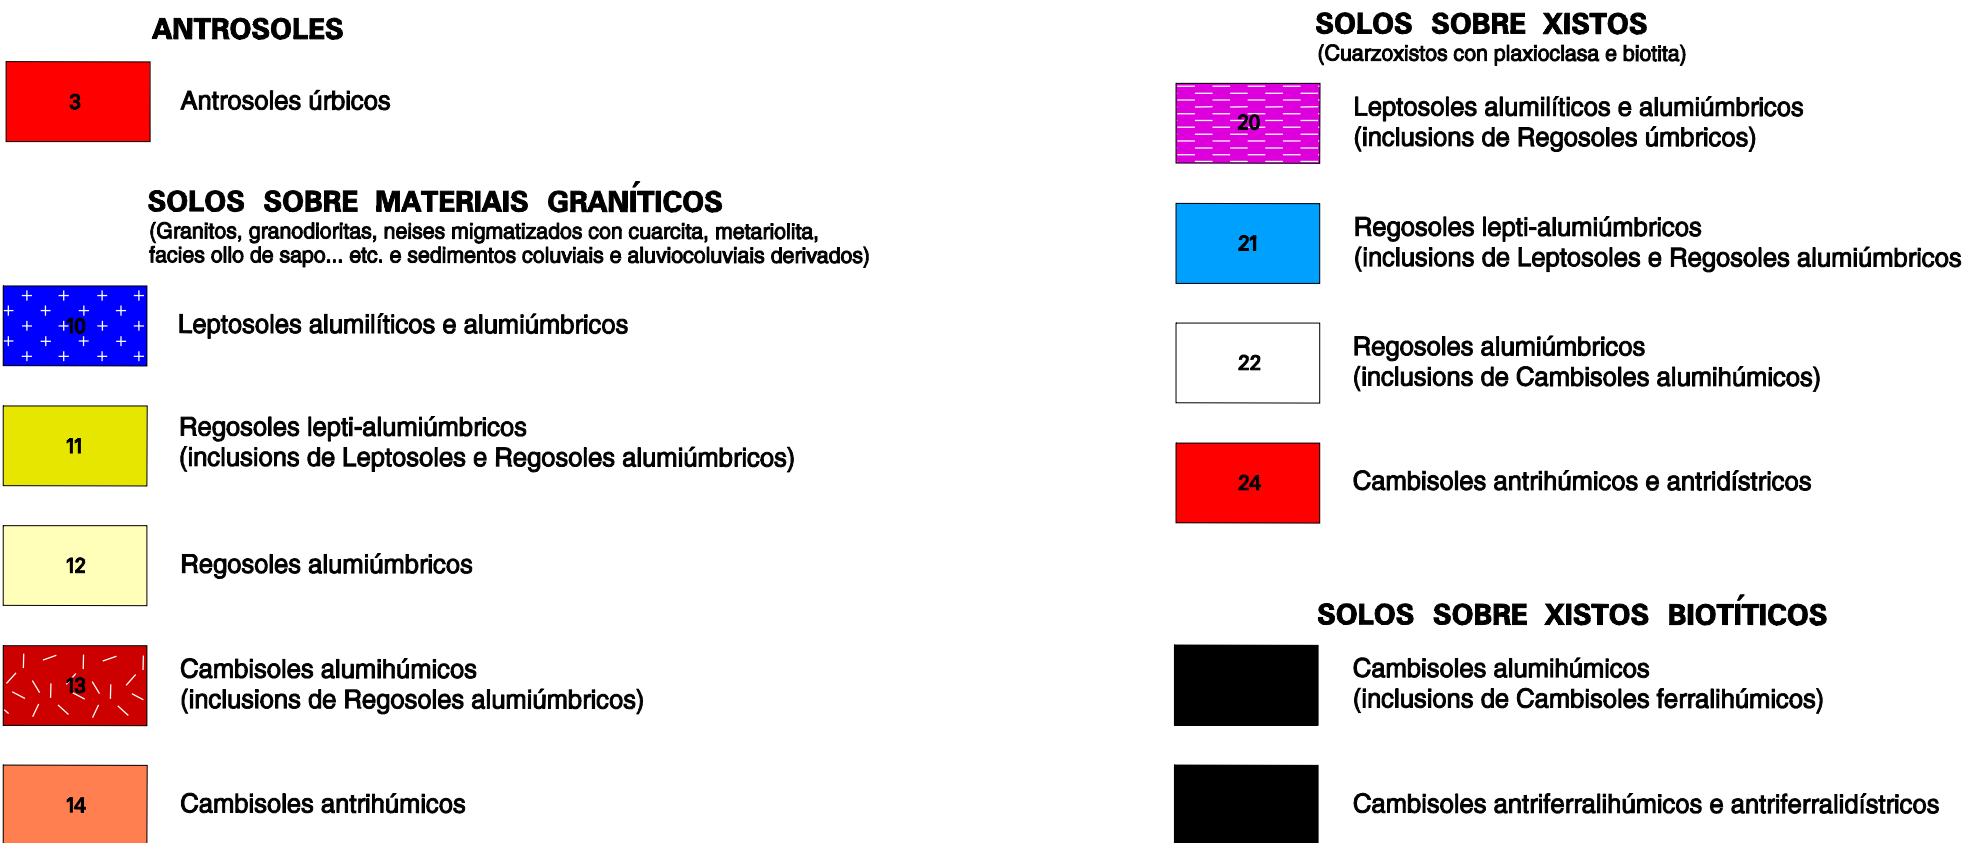 ANTROSOLES
3
Antrosoles úrbicos
SOLOS SOBRE MATERIAIS GRANÍTICOS
(Granitos, granodioritas, neises migmatizados con cuarcita, metariolita,
facies ollo de sapo... etc. e sedimentos coluviais e aluviocoluviais derivados)
10
Leptosoles alumilíticos e alumiúmbricos
11
Regosoles lepti-alumiúmbricos
(inclusions de Leptosoles e Regosoles alumiúmbricos)
12
Regosoles alumiúmbricos
13
Cambisoles alumihúmicos
(inclusions de Regosoles alumiúmbricos)
14
Cambisoles antrihúmicos
SOLOS SOBRE XISTOS
(Cuarzoxistos con plaxioclasa e biotita)
20
Leptosoles alumilíticos e alumiúmbricos
(inclusions de Regosoles úmbricos)
21
Regosoles lepti-alumiúmbricos
(inclusions de Leptosoles e Regosoles alumiúmbricos
22
Regosoles alumiúmbricos
(inclusions de Cambisoles alumihúmicos)
24
Cambisoles antrihúmicos e antridístricos
SOLOS SOBRE XISTOS BIOTÍTICOS
Cambisoles alumihúmicos
(inclusions de Cambisoles ferralihúmicos)
Cambisoles antriferralihúmicos e antriferralidístricos